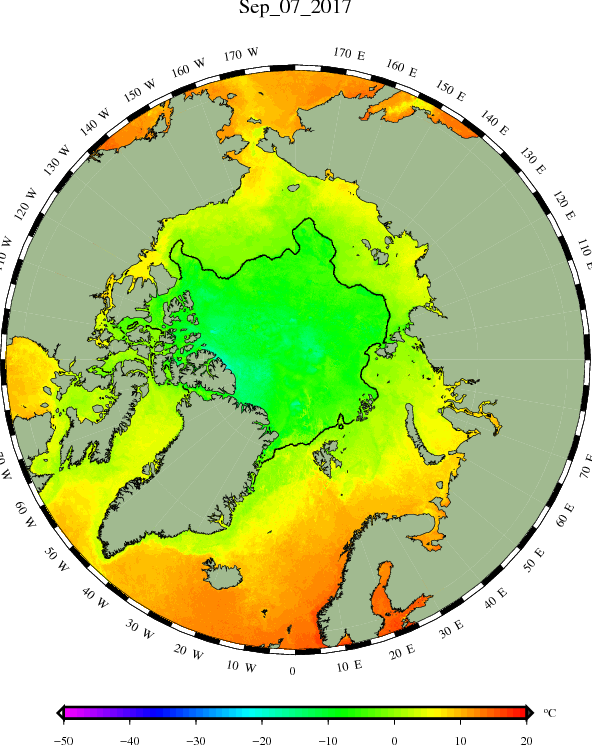 Sep_07_2017
170 W
170 E
160 W
160 E
150 W
150 E
140 W
140 E
130 W
130 E
120 W
120 E
110 E
70 E
60 W
60 E
50 W
50 E
40 W
40 E
30 W
30 E
20 W
20 E
10 W
10 E
0
°C
−50 −40 −30 −20 −10 0 10 20